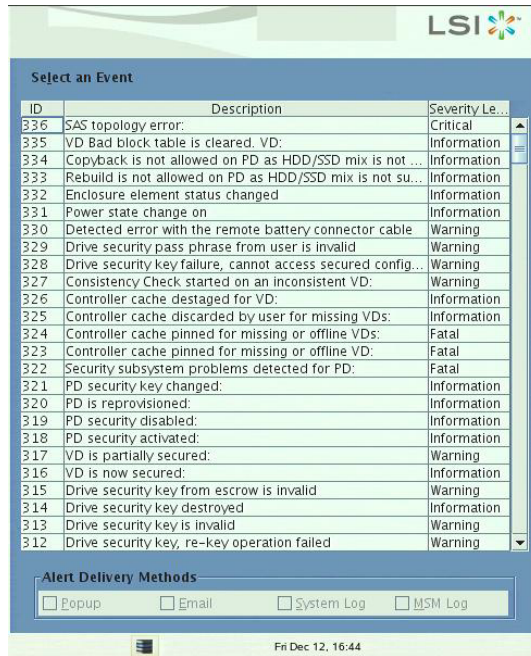 LSI
Select an Event
ID Description Severity Le...
336 SAS topology error: Critical
335 VD Bad block table is cleared. VD: Information
334 Copyback is not allowed on PD as HDD/SSD mix is not ... Information
333 Rebuild is not allowed on PD as HDD/SSD mix is not su... Information
332 Enclosure element status changed Information
331 Power state change on Information
330 Detected error with the remote battery connector cable Warning
329 Drive security pass phrase from user is invalid Warning
328 Drive security key failure, cannot access secured config... Warning
327 Consistency Check started on an inconsistent VD: Warning
326 Controller cache destaged for VD: Information
325 Controller cache discarded by user for missing VDs: Information
324 Controller cache pinned for missing or offline VDs: Fatal
323 Controller cache pinned for missing or offline VD: Fatal
322 Security subsystem problems detected for PD: Fatal
321 PD security key changed: Information
320 PD is reprovisioned: Information
319 PD security disabled: Information
318 PD security activated: Information
317 VD is partially secured: Warning
316 VD is now secured: Information
315 Drive security key from escrow is invalid Warning
314 Drive security key destroyed Information
313 Drive security key is invalid Warning
312 Drive security key, re-key operation failed Warning
Alert Delivery Methods
Popup Email System Log MSM Log
Fri Dec 12, 16:44